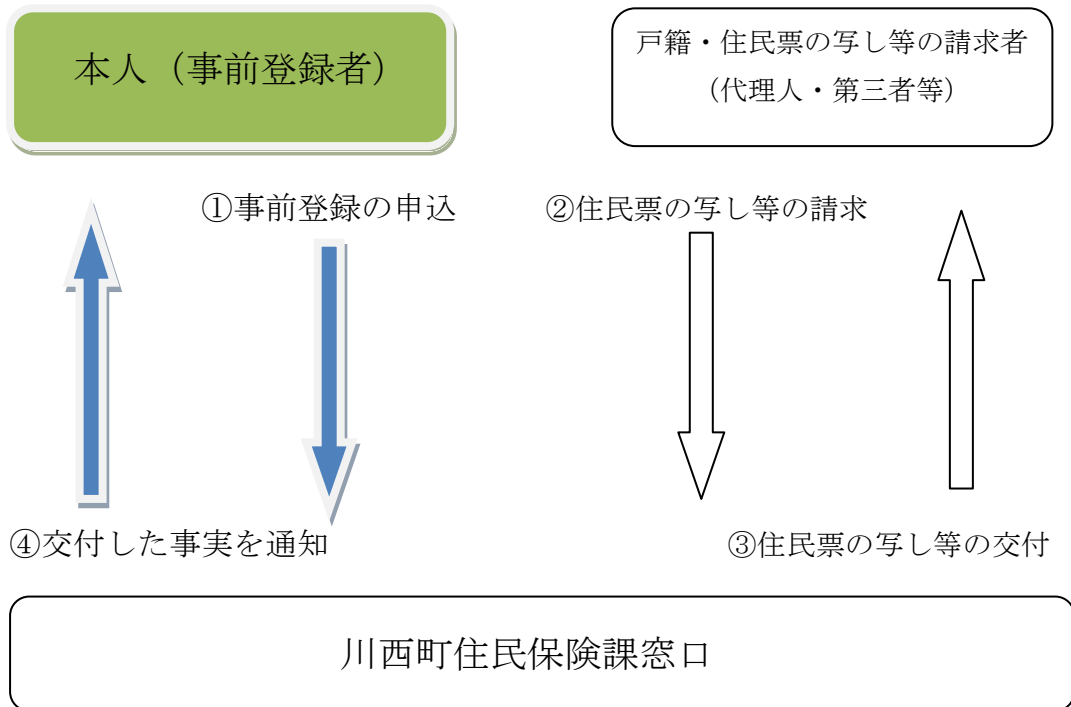 本人（事前登録者）
戸籍・住民票の写し等の請求者
（代理人・第三者等）
①事前登録の申込
②住民票の写し等の請求
④交付した事実を通知
③住民票の写し等の交付
川西町住民保険課窓口